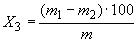 X₃ = (m₁ − m₂) · 100 / m